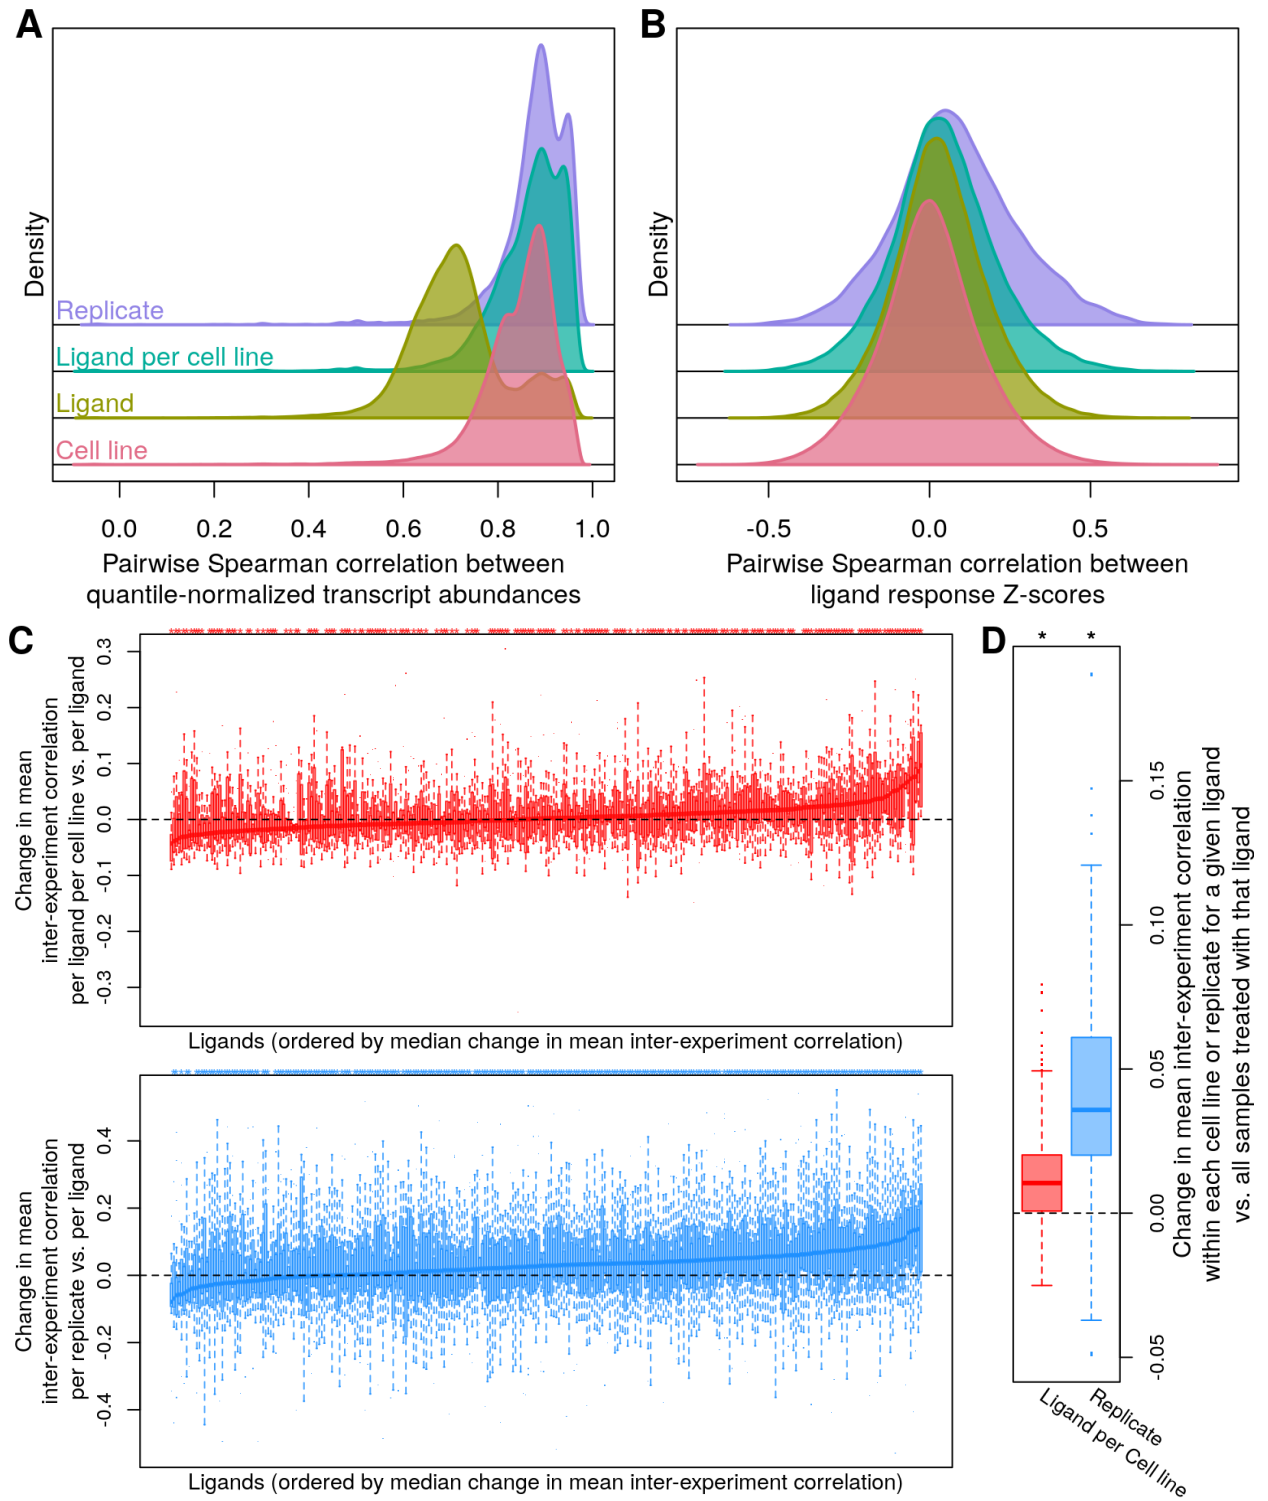 A
Density
Replicate
Ligand per cell line
Ligand
Cell line
0.0 0.2 0.4 0.6 0.8 1.0
Pairwise Spearman correlation between
quantile-normalized transcript abundances
B
Density
-0.5 0.0 0.5
Pairwise Spearman correlation between
ligand response Z-scores
C
Change in mean
inter-experiment correlation
per ligand per cell line vs. per ligand
0.3
0.2
0.1
0.0
-0.1
-0.2
-0.3
Ligands (ordered by median change in mean inter-experiment correlation)
Change in mean
inter-experiment correlation
per replicate vs. per ligand
0.4
0.2
0.0
-0.2
-0.4
Ligands (ordered by median change in mean inter-experiment correlation)
D
* *
0.15
0.10
0.05
0.00
-0.05
Change in mean inter-experiment correlation
within each cell line or replicate for a given ligand
vs. all samples treated with that ligand
Replicate
Ligand per Cell line